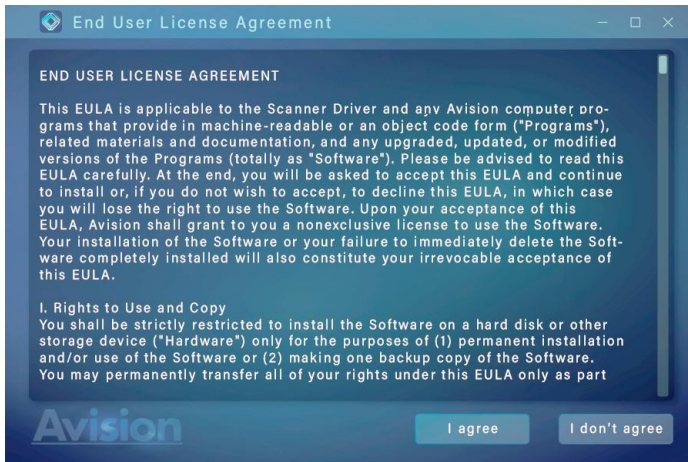 End User License Agreement
END USER LICENSE AGREEMENT
This EULA is applicable to the Scanner Driver and any Avision computer pro-
grams that provide in machine-readable or an object code form ("Programs"),
related materials and documentation, and any upgraded, updated, or modified
versions of the Programs (totally as "Software"). Please be advised to read this
EULA carefully. At the end, you will be asked to accept this EULA and continue
to install or, if you do not wish to accept, to decline this EULA, in which case
you will lose the right to use the Software. Upon your acceptance of this
EULA, Avision shall grant to you a nonexclusive license to use the Software.
Your installation of the Software or your failure to immediately delete the Soft-
ware completely installed will also constitute your irrevocable acceptance of
this EULA.
I. Rights to Use and Copy
You shall be strictly restricted to install the Software on a hard disk or other
storage device ("Hardware") only for the purposes of (1) permanent installation
and/or use of the Software or (2) making one backup copy of the Software.
You may permanently transfer all of your rights under this EULA only as part
Avision
I agree
I don't agree